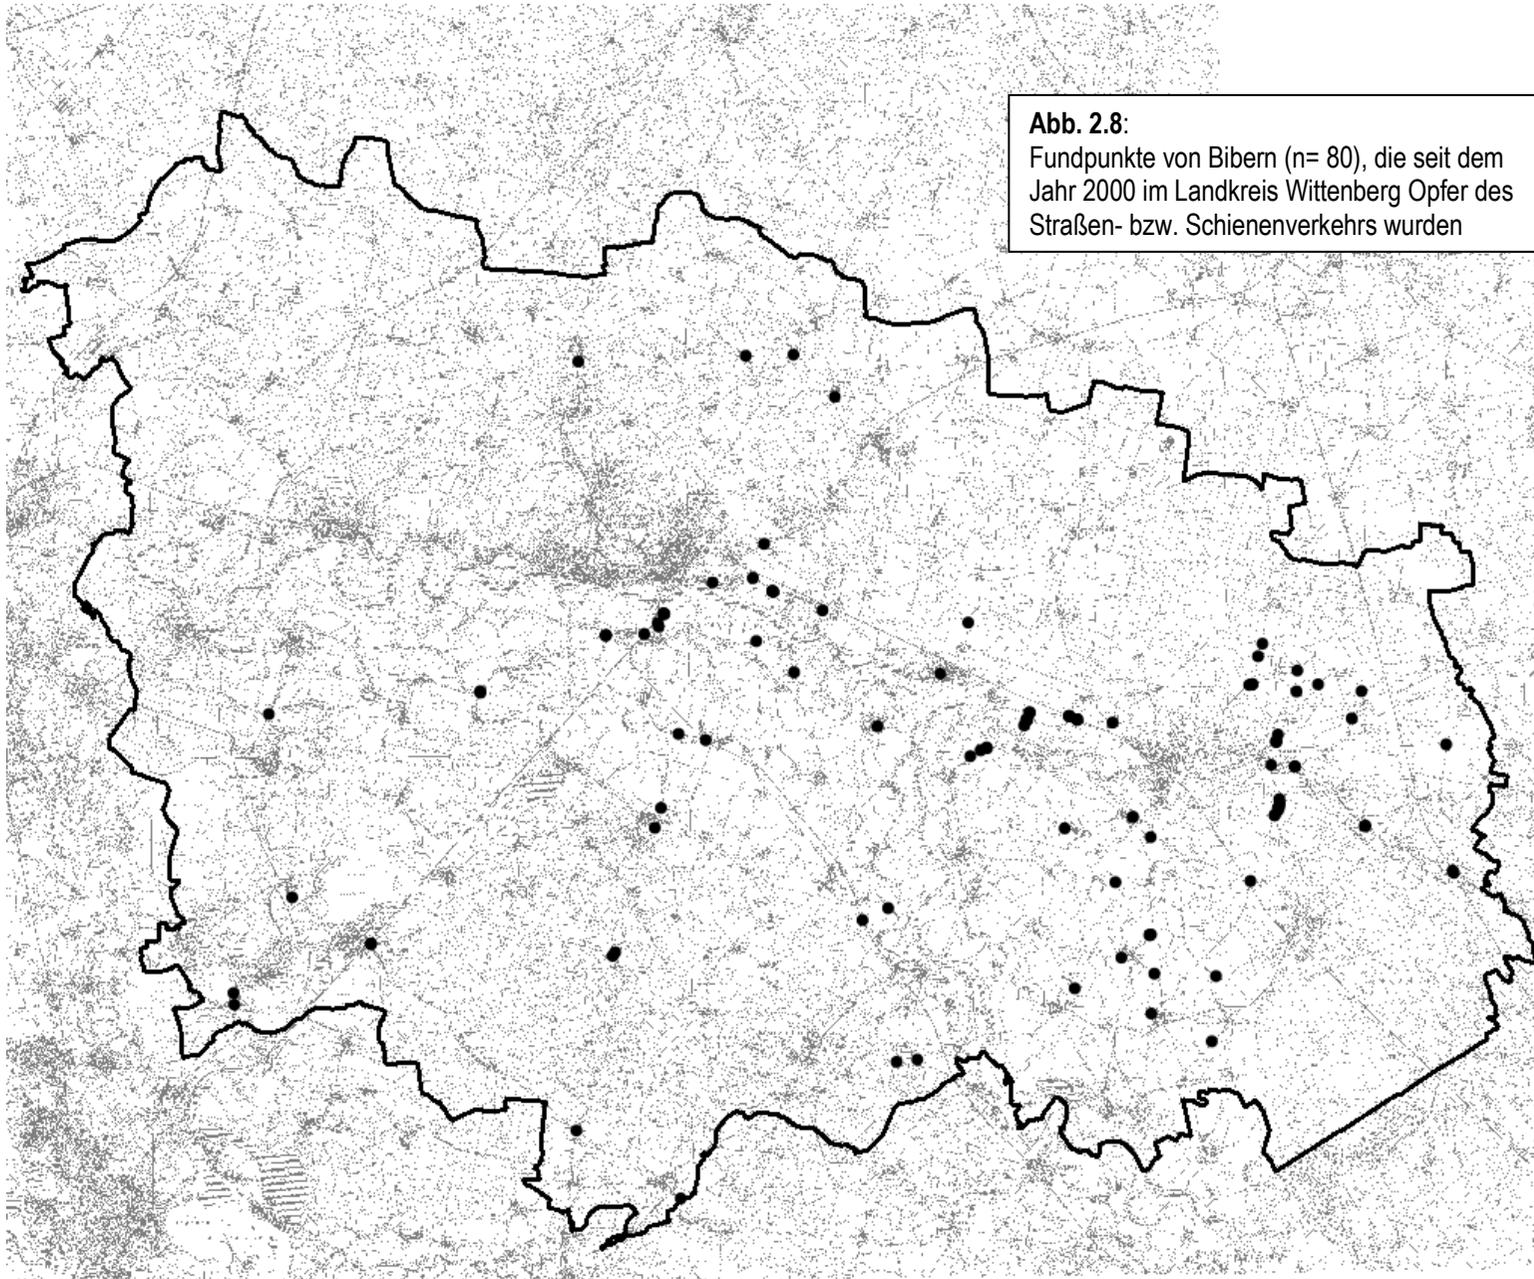 Abb. 2.8:
Fundpunkte von Bibern (n= 80), die seit dem
Jahr 2000 im Landkreis Wittenberg Opfer des
Straßen- bzw. Schienenverkehrs wurden